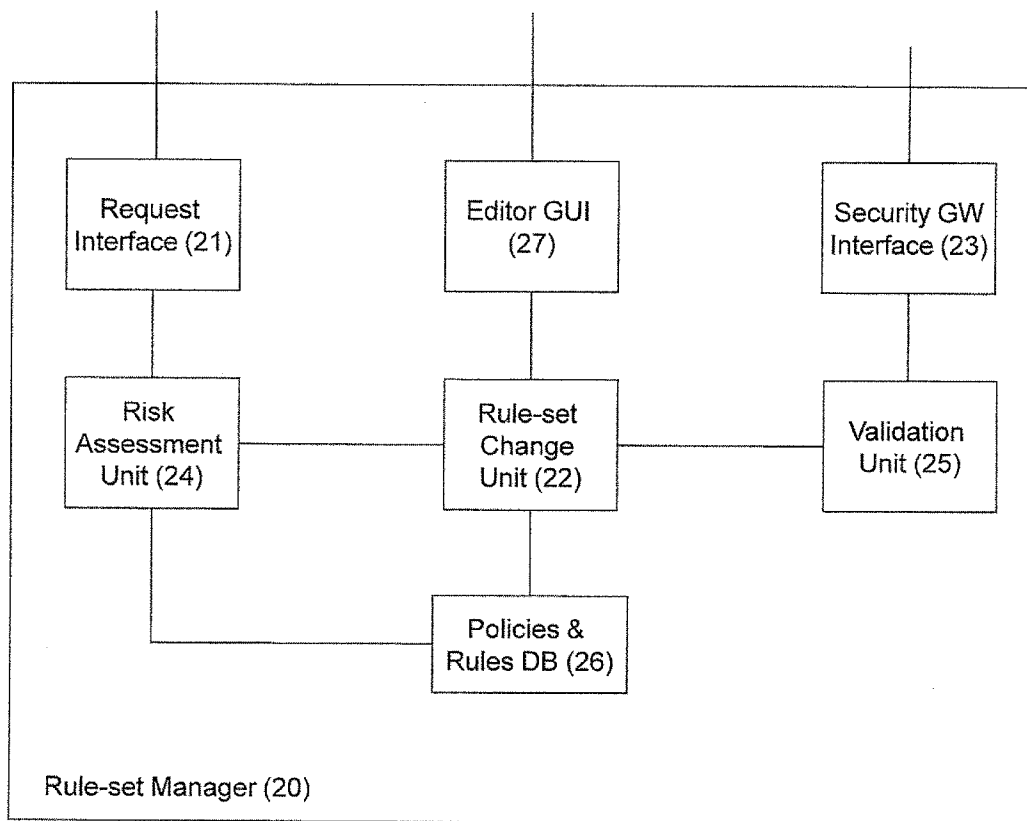 Request
Interface (21)
Editor GUI
(27)
Security GW
Interface (23)
Risk
Assessment
Unit (24)
Rule-set
Change
Unit (22)
Validation
Unit (25)
Policies &
Rules DB (26)
Rule-set Manager (20)